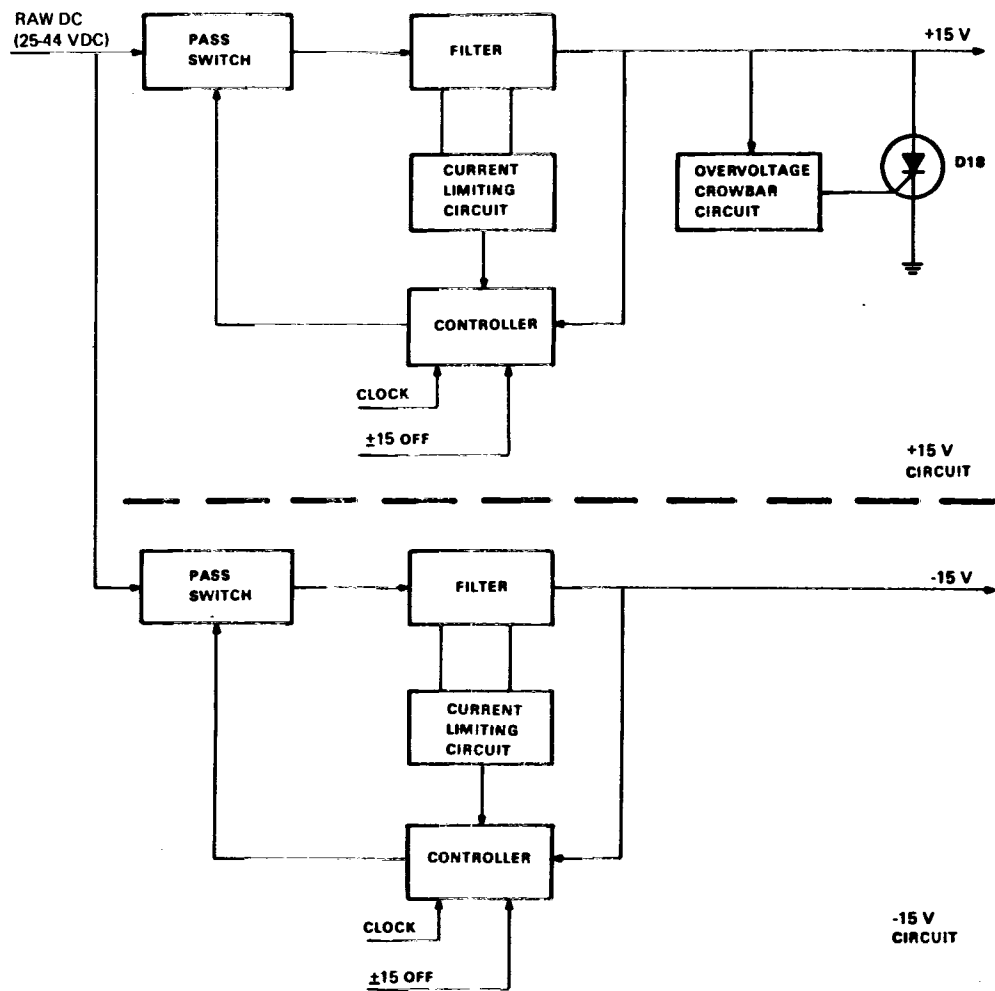 RAW DC
(25-44 VDC)
PASS
SWITCH
FILTER
+15 V
CURRENT
LIMITING
CIRCUIT
OVERVOLTAGE
CROWBAR
CIRCUIT
D18
CONTROLLER
CLOCK
±15 OFF
+15 V
CIRCUIT
PASS
SWITCH
FILTER
-15 V
CURRENT
LIMITING
CIRCUIT
CONTROLLER
CLOCK
±15 OFF
-15 V
CIRCUIT